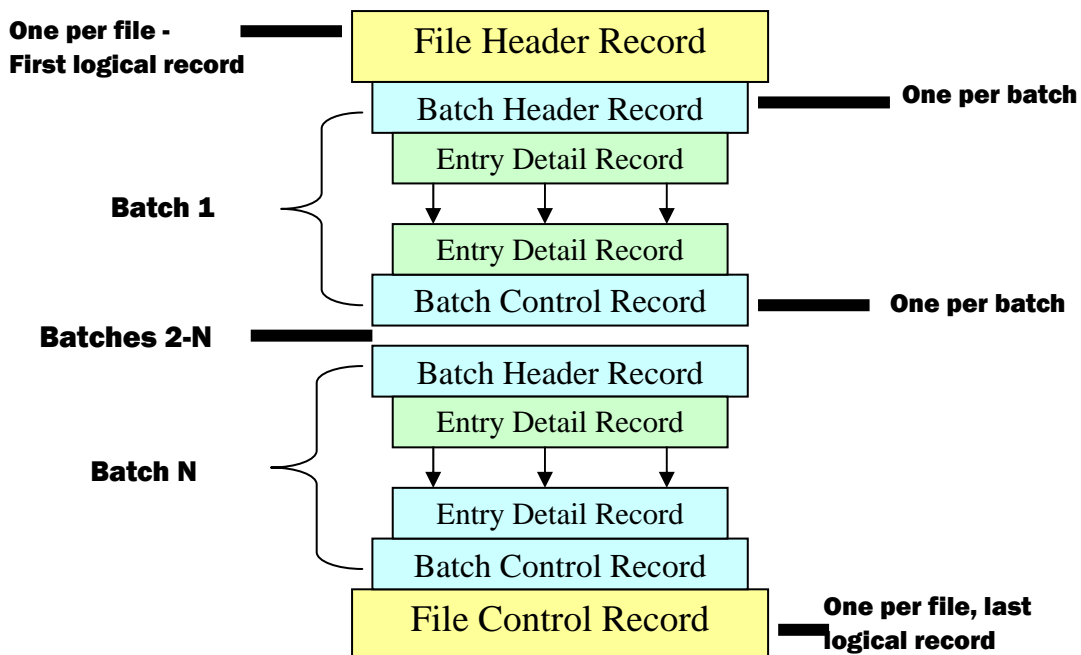 One per file -
First logical record
File Header Record
Batch Header Record
One per batch
Entry Detail Record
Batch 1
Entry Detail Record
Batch Control Record
One per batch
Batches 2-N
Batch Header Record
Entry Detail Record
Batch N
Entry Detail Record
Batch Control Record
File Control Record
One per file, last
logical record